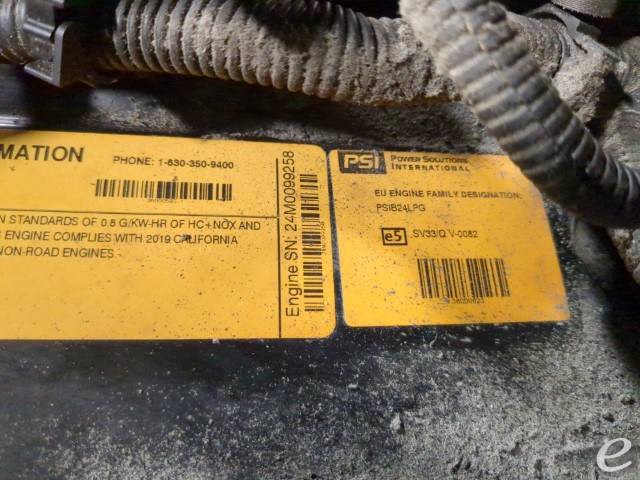 MATION
PHONE: 1-630-350-9400
N STANDARDS OF 0.8 G/KW-HR OF HC+NOX AND
S ENGINE COMPLIES WITH 2019 CALIFORNIA
NON-ROAD ENGINES.
Engine SN: 24M0099258
PSI
POWER SOLUTIONS
INTERNATIONAL
EU ENGINE FAMILY DESIGNATION:
PSIB24LPG
e5 SV33/Q V-0082
e